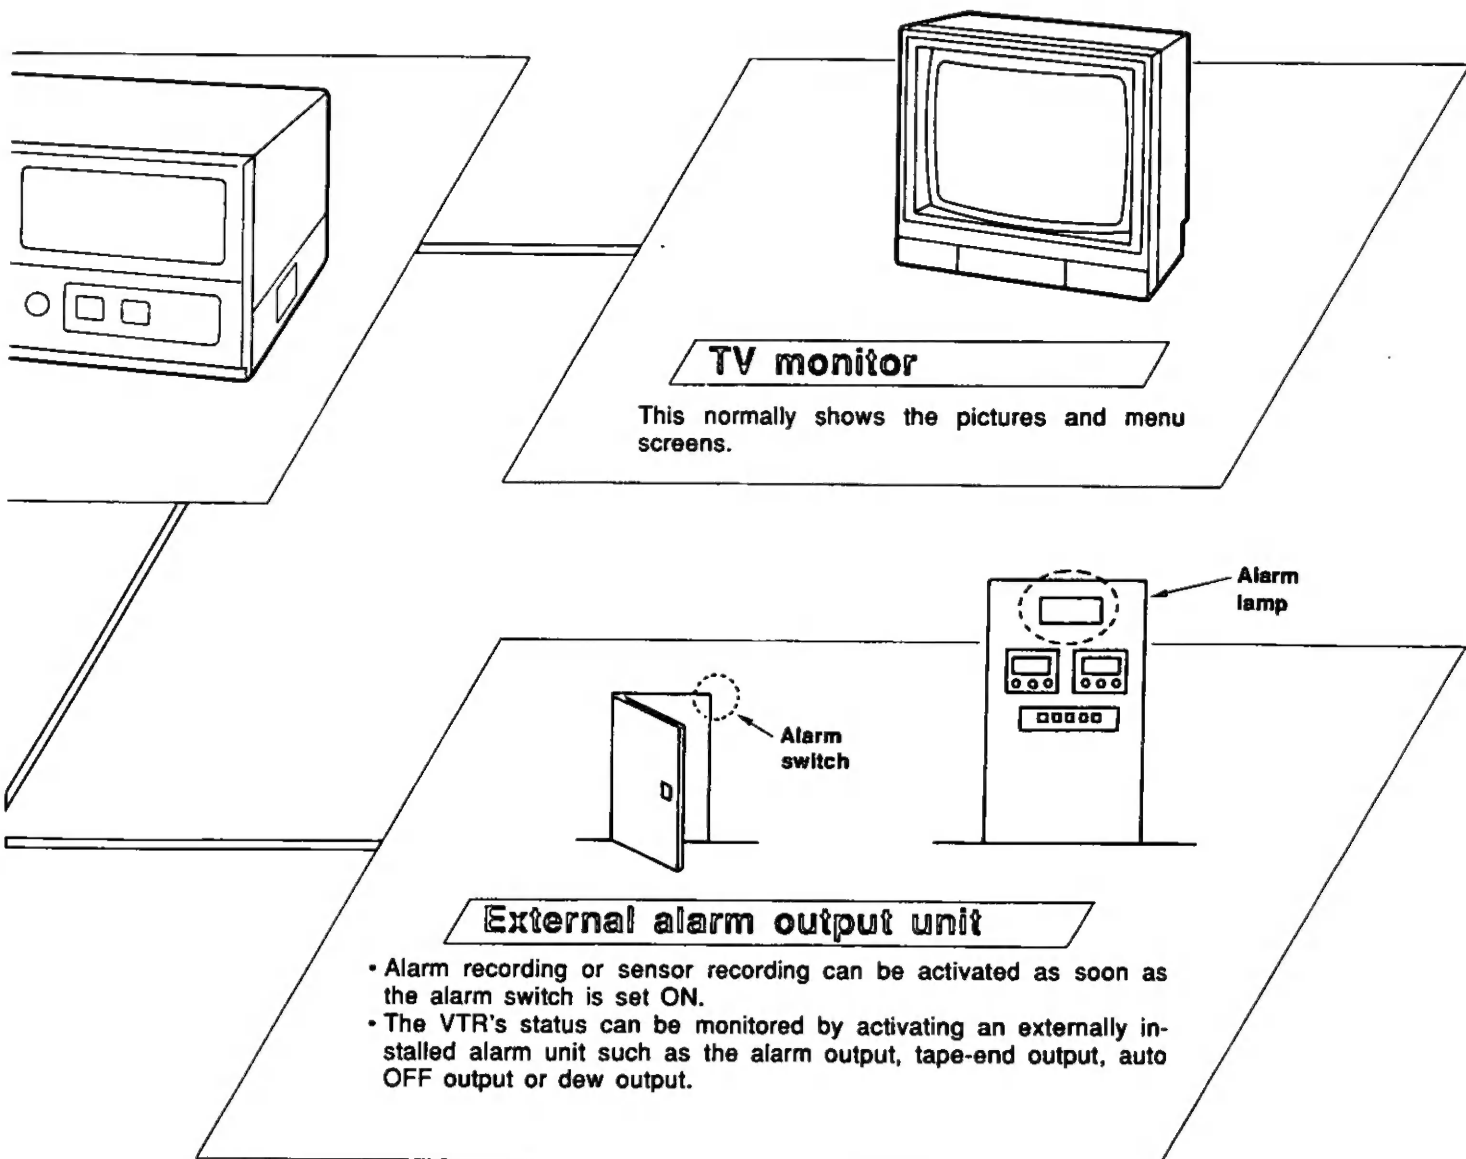 TV monitor
This normally shows the pictures and menu
screens.
Alarm
lamp
Alarm
switch
External alarm output unit
• Alarm recording or sensor recording can be activated as soon as
the alarm switch is set ON.
• The VTR's status can be monitored by activating an externally in-
stalled alarm unit such as the alarm output, tape-end output, auto
OFF output or dew output.